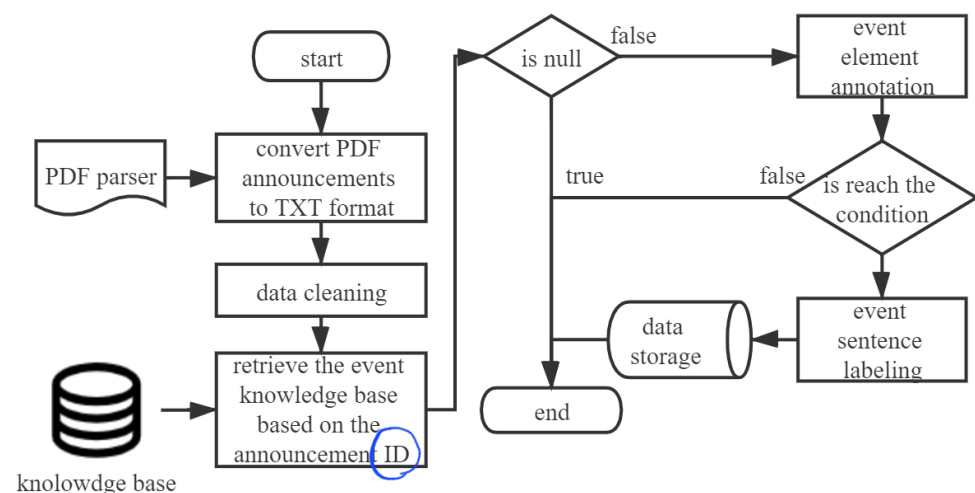 start
PDF parser
convert PDF
announcements
to TXT format
data cleaning
retrieve the event
knowledge base
based on the
announcement ID
knolowdge base
is null
false
true
event
element
annotation
false
is reach the
condition
event
sentence
labeling
data
storage
end